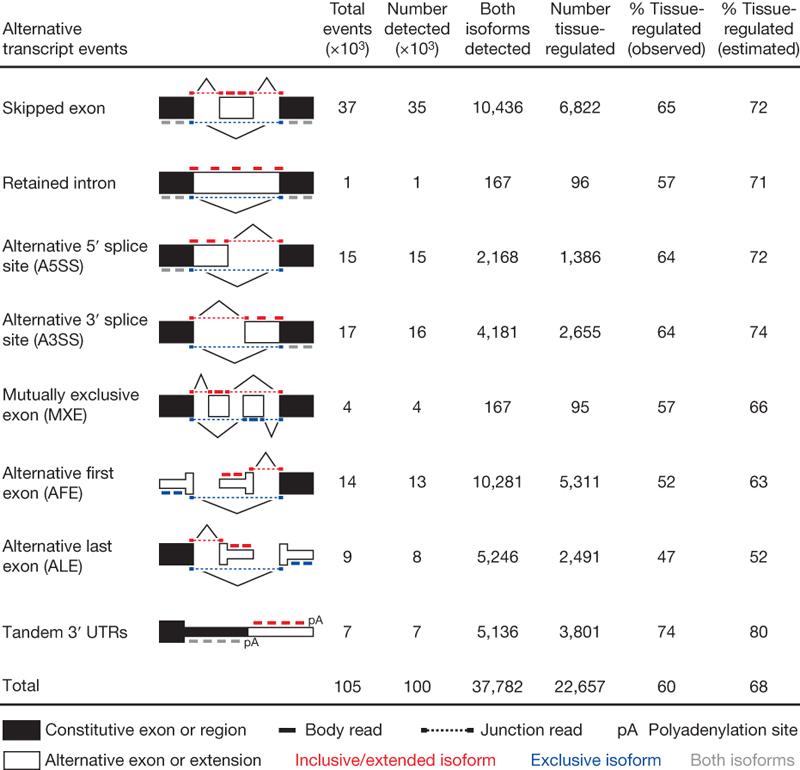 Alternative transcript events Total events (×10³) Number detected (×10³) Both isoforms detected Number tissue-regulated % Tissue-regulated (observed) % Tissue-regulated (estimated)
Skipped exon 37 35 10,436 6,822 65 72
Retained intron 1 1 167 96 57 71
Alternative 5′ splice site (A5SS) 15 15 2,168 1,386 64 72
Alternative 3′ splice site (A3SS) 17 16 4,181 2,655 64 74
Mutually exclusive exon (MXE) 4 4 167 95 57 66
Alternative first exon (AFE) 14 13 10,281 5,311 52 63
Alternative last exon (ALE) 9 8 5,246 2,491 47 52
Tandem 3′ UTRs pA pA 7 7 5,136 3,801 74 80
Total 105 100 37,782 22,657 60 68
Constitutive exon or region Body read Junction read pA Polyadenylation site
Alternative exon or extension Inclusive/extended isoform Exclusive isoform Both isoforms